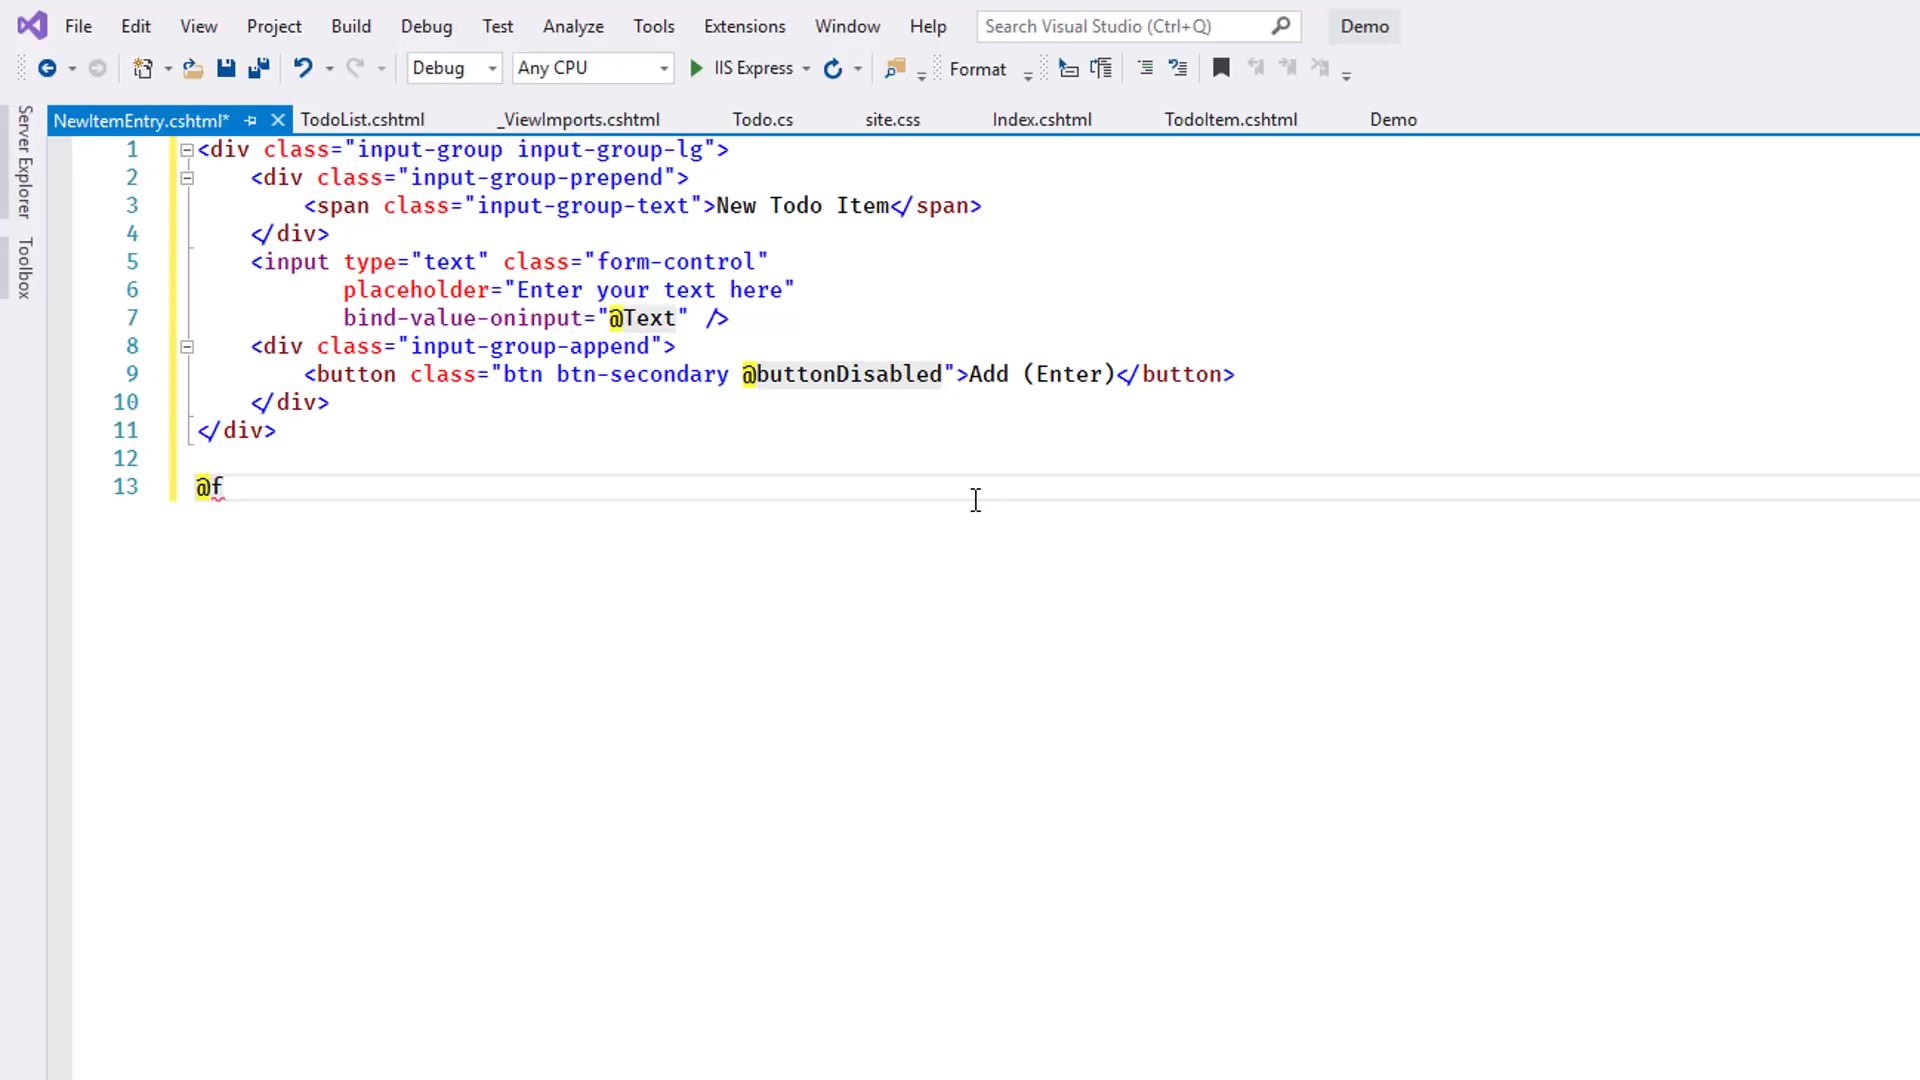 File Edit View Project Build Debug Test Analyze Tools Extensions Window Help Search Visual Studio (Ctrl+Q) Demo
Debug Any CPU IIS Express Format
Server Explorer
Toolbox
NewItemEntry.cshtml* TodoList.cshtml _ViewImports.cshtml Todo.cs site.css Index.cshtml TodoItem.cshtml Demo
1 <div class="input-group input-group-lg">
2 <div class="input-group-prepend">
3 <span class="input-group-text">New Todo Item</span>
4 </div>
5 <input type="text" class="form-control"
6 placeholder="Enter your text here"
7 bind-value-oninput="@Text" />
8 <div class="input-group-append">
9 <button class="btn btn-secondary @buttonDisabled">Add (Enter)</button>
10 </div>
11 </div>
12
13 @f